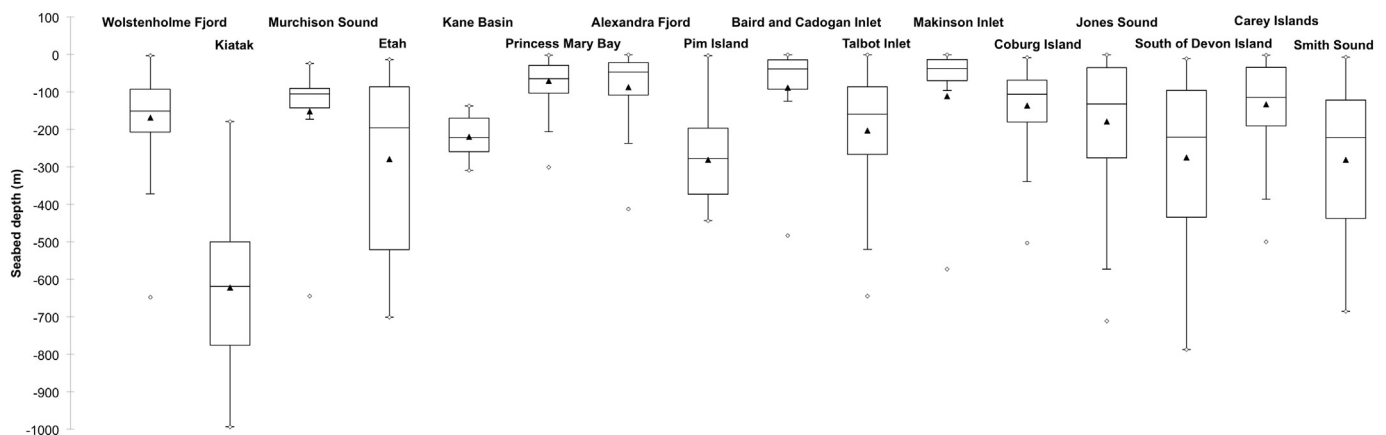 100
0
-100
-200
-300
-400
-500
-600
-700
-800
-900
-1000
Seabed depth (m)
Wolstenholme Fjord
Kiatak
Murchison Sound
Etah
Kane Basin
Princess Mary Bay
Alexandra Fjord
Pim Island
Baird and Cadogan Inlet
Talbot Inlet
Makinson Inlet
Coburg Island
Jones Sound
South of Devon Island
Carey Islands
Smith Sound